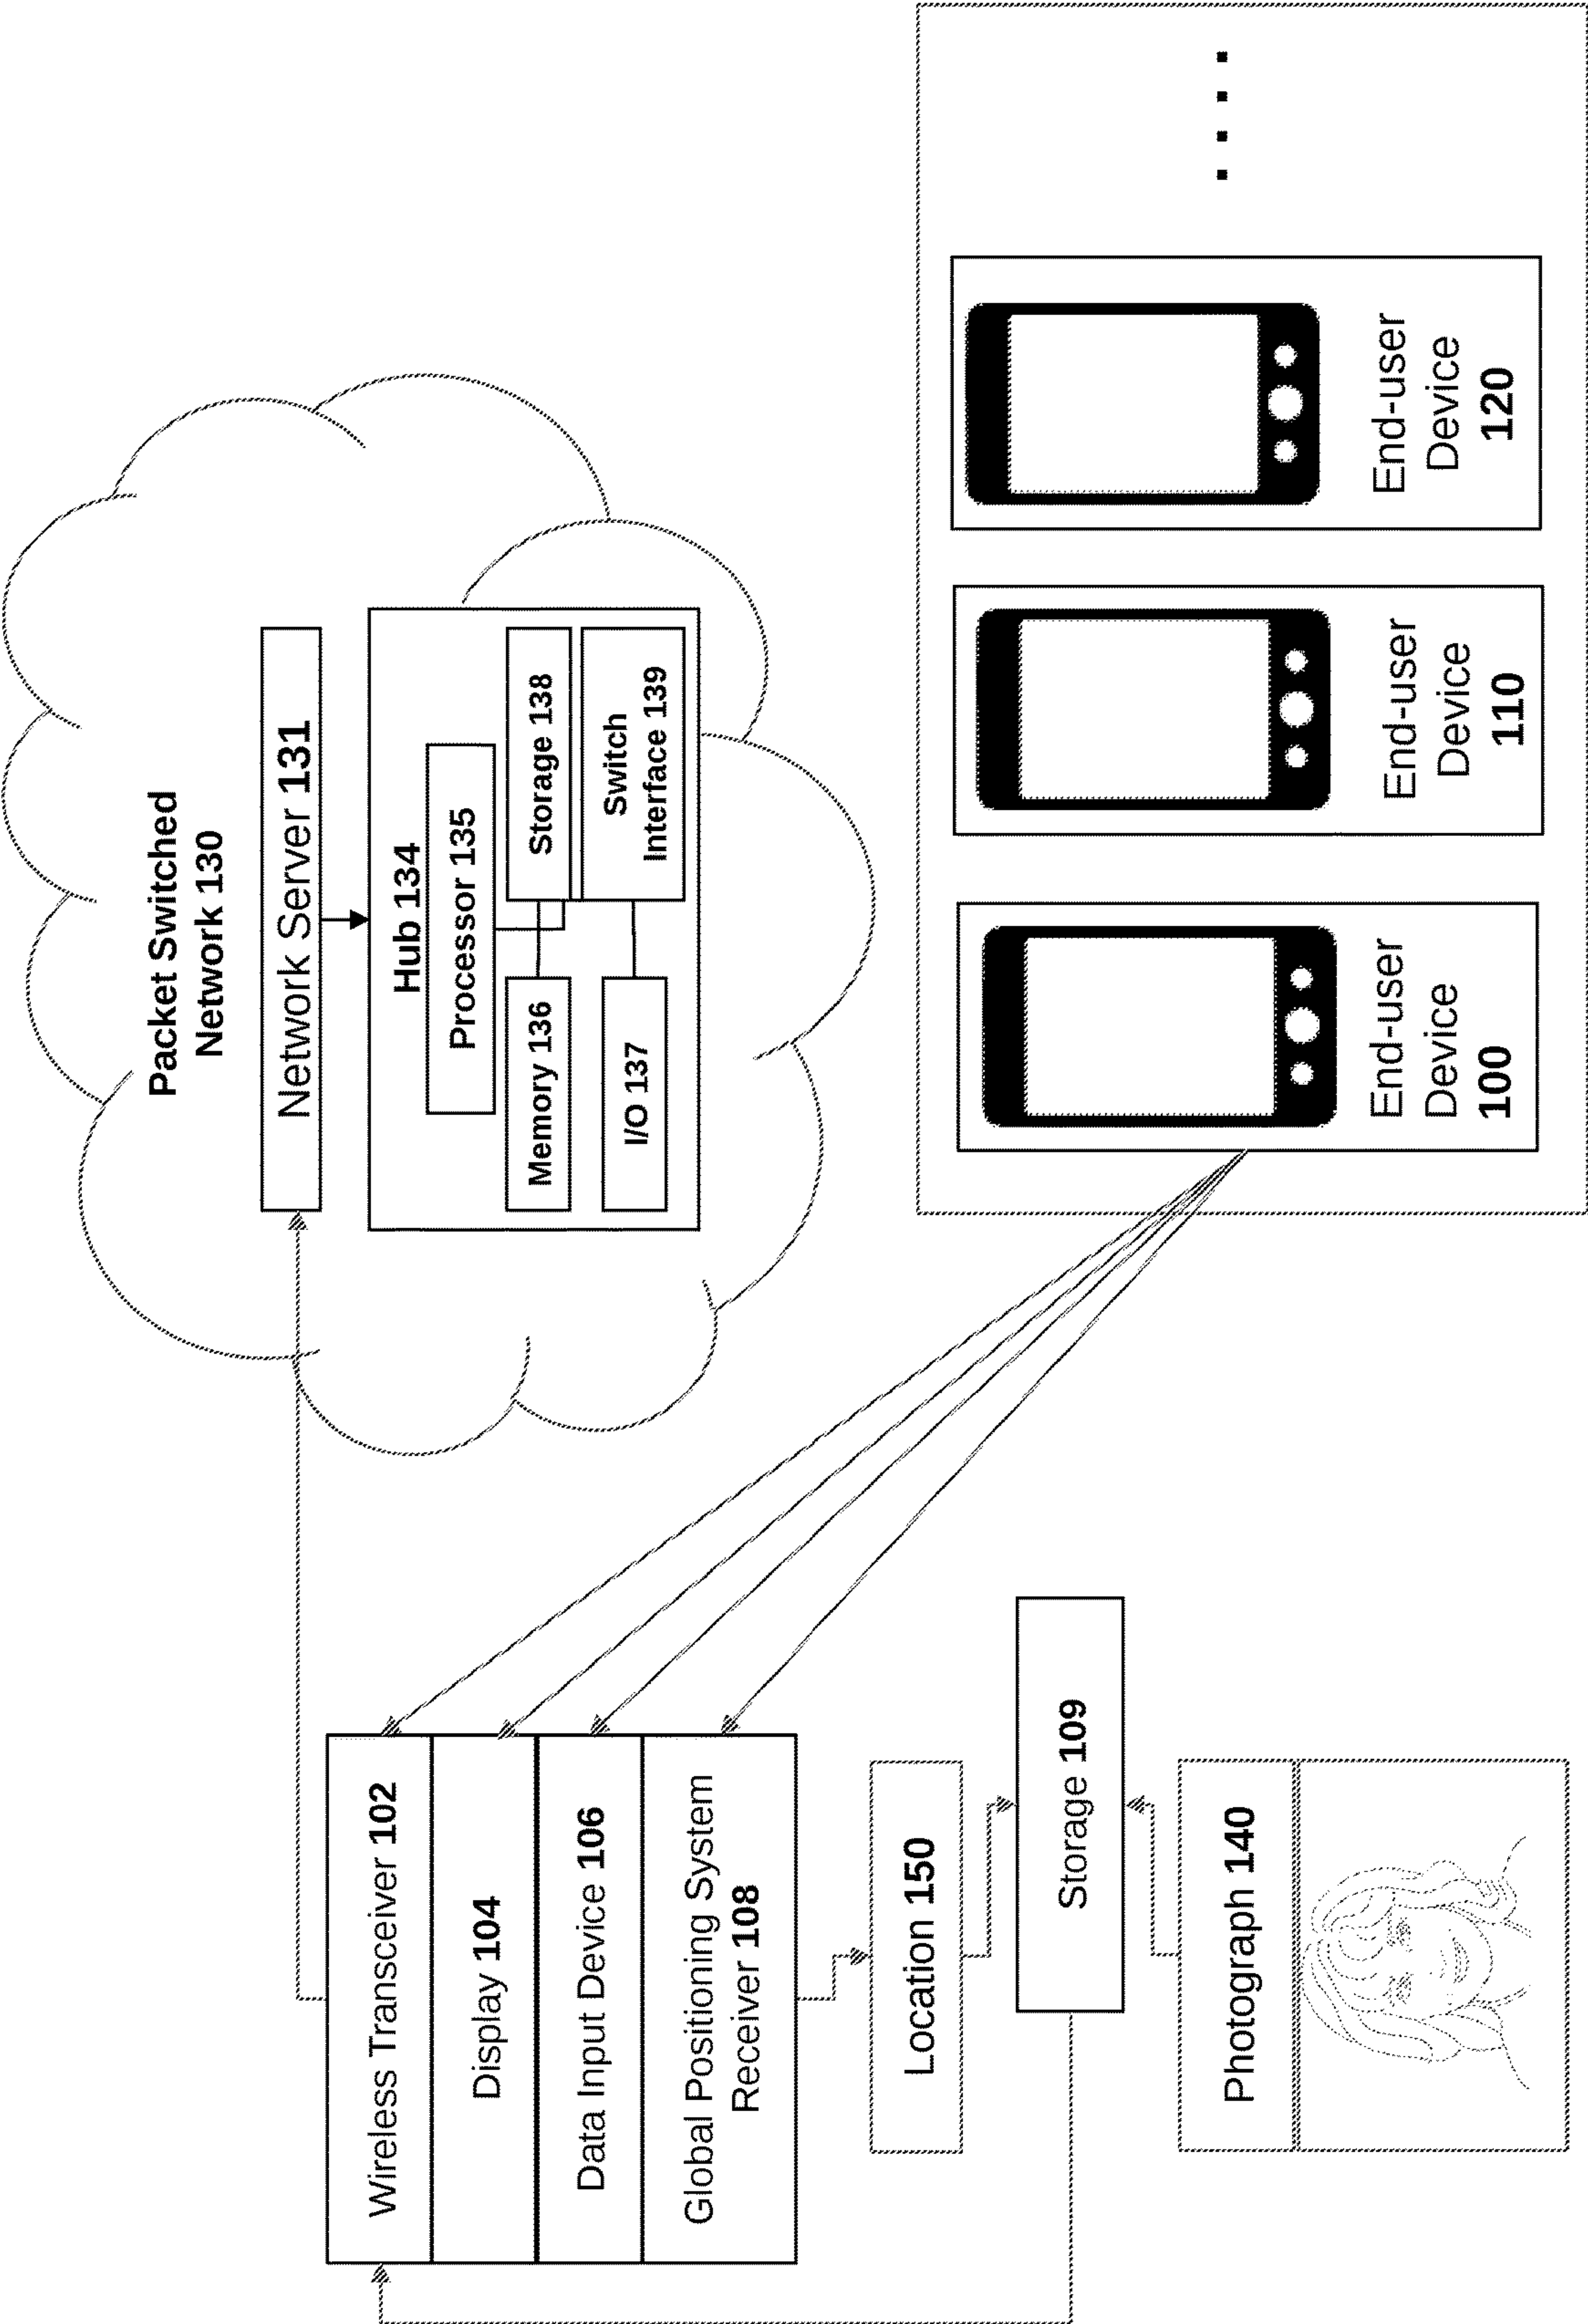 Packet Switched
Network 130
Network Server 131
Hub 134
Processor 135
Memory 136
Storage 138
I/O 137
Switch
Interface 139
Wireless Transceiver 102
Display 104
Data Input Device 106
Global Positioning System
Receiver 108
Location 150
Storage 109
Photograph 140
End-user
Device
100
End-user
Device
110
End-user
Device
120